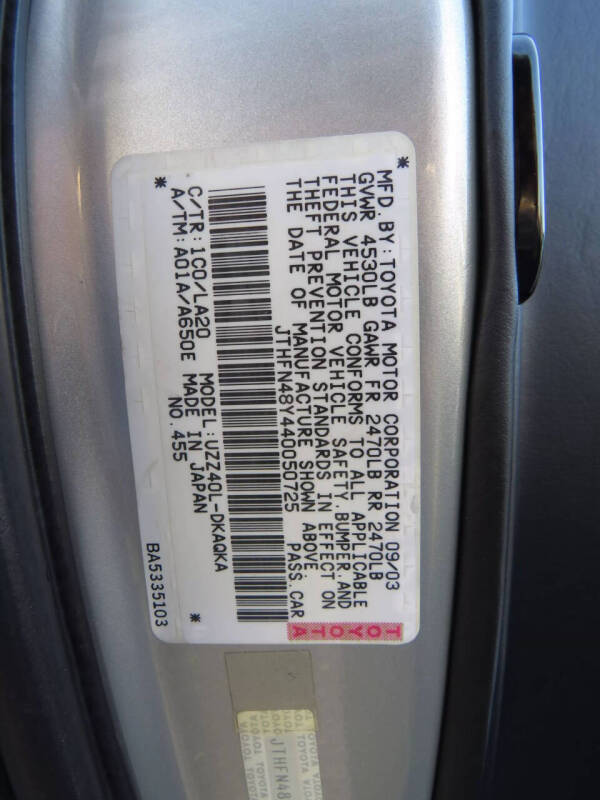 MFD. BY: TOYOTA MOTOR CORPORATION 09/03
GVWR 4530LB GAWR FR 2470LB RR 2470LB
THIS VEHICLE CONFORMS TO ALL APPLICABLE
FEDERAL MOTOR VEHICLE SAFETY, BUMPER, AND
THEFT PREVENTION STANDARDS IN EFFECT ON
THE DATE OF MANUFACTURE SHOWN ABOVE.
JTHFN48Y440050725 PASS. CAR
TOYOTA
C/TR: 1C0/LA20 MODEL: UZZ40L-DKAQKA
A/TM: A01A/A650E MADE IN JAPAN
NO. 455
BA5335103
JTHFN48
TOYOTA TOYOTA